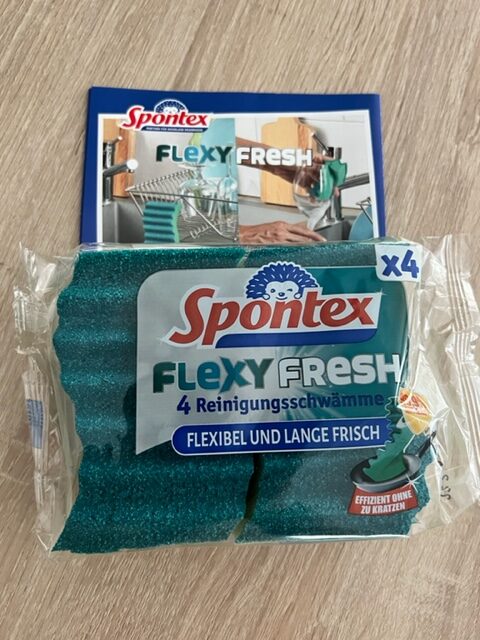 Spontex
FLEXY FRESH
x4
Spontex
FLEXY FRESH
4 Reinigungsschwämme
FLEXIBEL UND LANGE FRISCH
EFFIZIENT OHNE
ZU KRATZEN